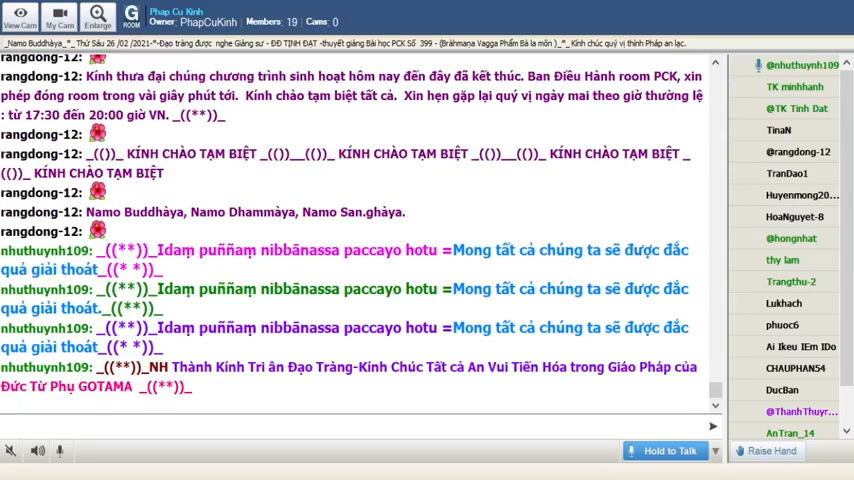 Phap Cu Kinh
Owner: PhapCuKinh | Members: 19 | Cams: 0
View Cam
My Cam
Enlarge
G
ROOM
_Namo Buddhàya_*_ Thứ Sáu 26 /02 /2021-*-Đạo tràng được nghe Giảng sư - ĐĐ TỊNH ĐẠT -thuyết giảng Bài học PCK Số 399 - (Bràhmaṇa Vagga Phẩm Bà la môn )_*_ Kính chúc quý vị thính Pháp an lạc.
rangdong-12:
rangdong-12: Kính thưa đại chúng chương trình sinh hoạt hôm nay đến đây đã kết thúc. Ban Điều Hành room PCK, xin
phép đóng room trong vài giây phút tới. Kính chào tạm biệt tất cả. Xin hẹn gặp lại quý vị ngày mai theo giờ thường lệ
: từ 17:30 đến 20:00 giờ VN. _((**))_
rangdong-12:
rangdong-12: _(())_ KÍNH CHÀO TẠM BIỆT _(())__(())_ KÍNH CHÀO TẠM BIỆT _(())__(())_ KÍNH CHÀO TẠM BIỆT _
(())_ KÍNH CHÀO TẠM BIỆT
rangdong-12:
rangdong-12: Namo Buddhàya, Namo Dhammàya, Namo San.ghàya.
rangdong-12:
nhuthuynh109: _((**))_Idaṃ puññaṃ nibbānassa paccayo hotu =Mong tất cả chúng ta sẽ được đắc
quả giải thoát_((* *))_
nhuthuynh109: _((**))_Idaṃ puññaṃ nibbānassa paccayo hotu =Mong tất cả chúng ta sẽ được đắc
quả giải thoát._((**))_
nhuthuynh109: _((**))_Idaṃ puññaṃ nibbānassa paccayo hotu =Mong tất cả chúng ta sẽ được đắc
quả giải thoát_((* *))_
nhuthuynh109: _((**))_NH Thành Kính Tri ân Đạo Tràng-Kính Chúc Tất cả An Vui Tiến Hóa trong Giáo Pháp của
Đức Từ Phụ GOTAMA _((**))_
Hold to Talk
@nhuthuynh109
TK minhhanh
@TK Tinh Dat
TinaN
@rangdong-12
TranDao1
Huyenmong20...
HoaNguyet-8
@hongnhat
thy lam
Trangthu-2
Lukhach
phuoc6
Ai Ikeu IEm IDo
CHAUPHAN54
DucBan
@ThanhThuyr...
AnTran_14
Raise Hand